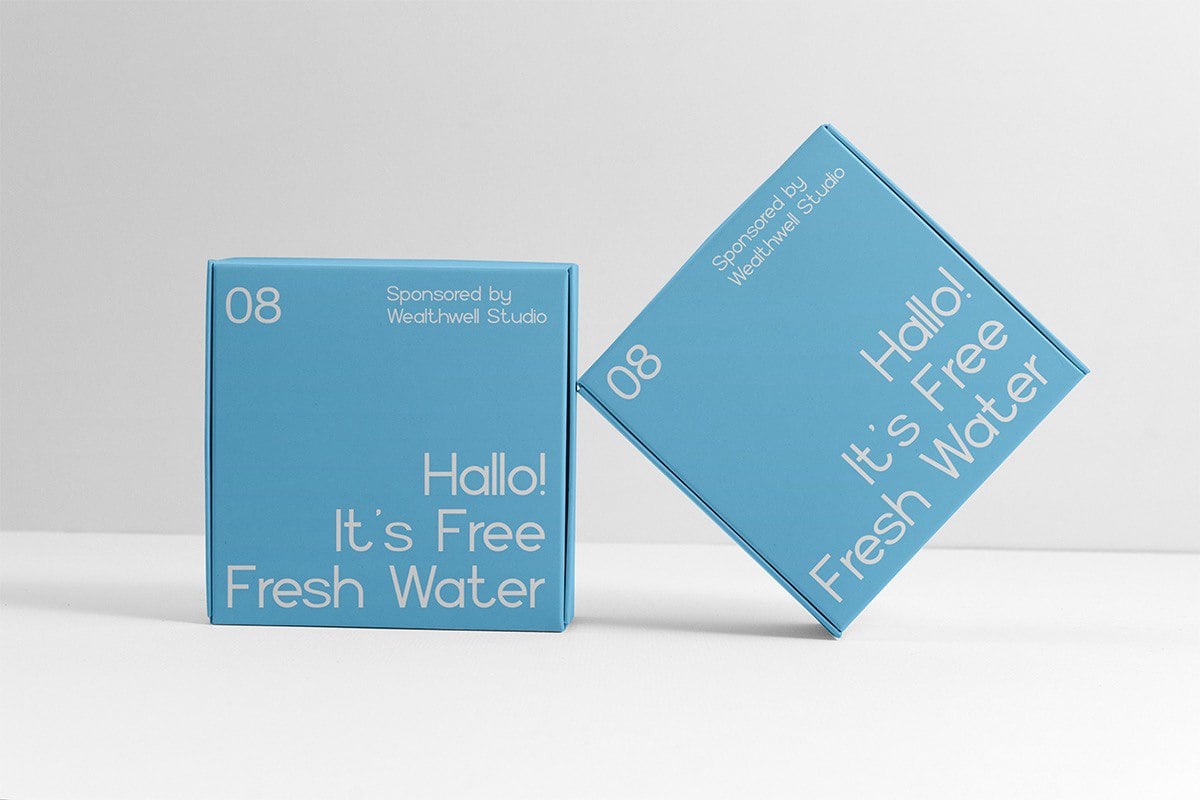 08
Sponsored by
Wealthwell Studio
Hallo!
It's Free
Fresh Water
08
Sponsored by
Wealthwell Studio
Hallo!
It's Free
Fresh Water